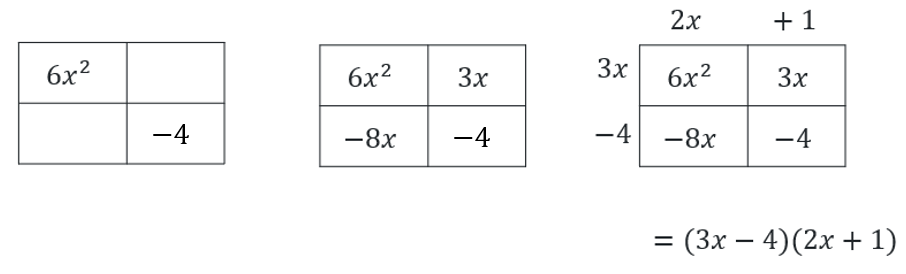 2x + 1
6x² 6x² 3x 3x 6x² 3x
−4 −8x −4 −4 −8x −4
= (3x − 4)(2x + 1)